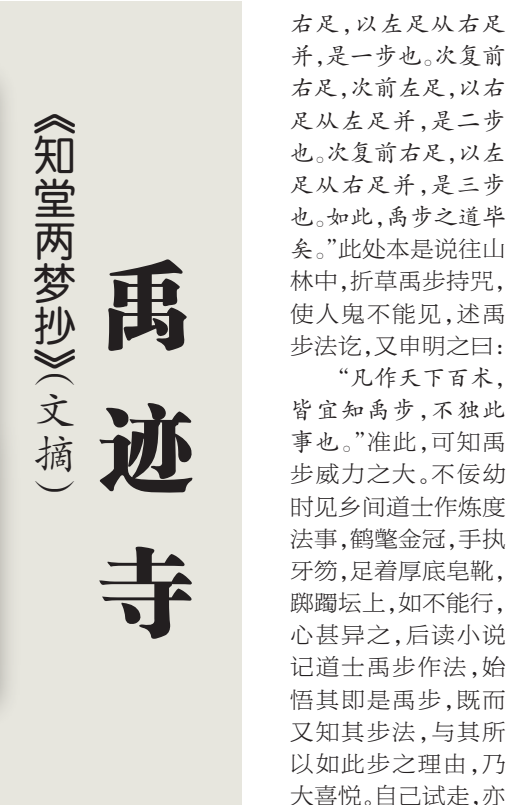 《知堂两梦抄》(文摘)
禹迹寺
右足，以左足从右足
并，是一步也。次复前
右足，次前左足，以右
足从左足并，是二步
也。次复前右足，以左
足从右足并，是三步
也。如此，禹步之道毕
矣。”此处本是说往山
林中，折草禹步持咒，
使人鬼不能见，述禹
步法讫，又申明之曰：
“凡作天下百术，
皆宜知禹步，不独此
事也。”准此，可知禹
步威力之大。不佞幼
时见乡间道士作炼度
法事，鹤氅金冠，手执
牙笏，足着厚底皂靴，
踯躅坛上，如不能行，
心甚异之，后读小说
记道士禹步作法，始
悟其即是禹步，既而
又知其步法，与其所
以如此步之理由，乃
大喜悦。自己试走，亦